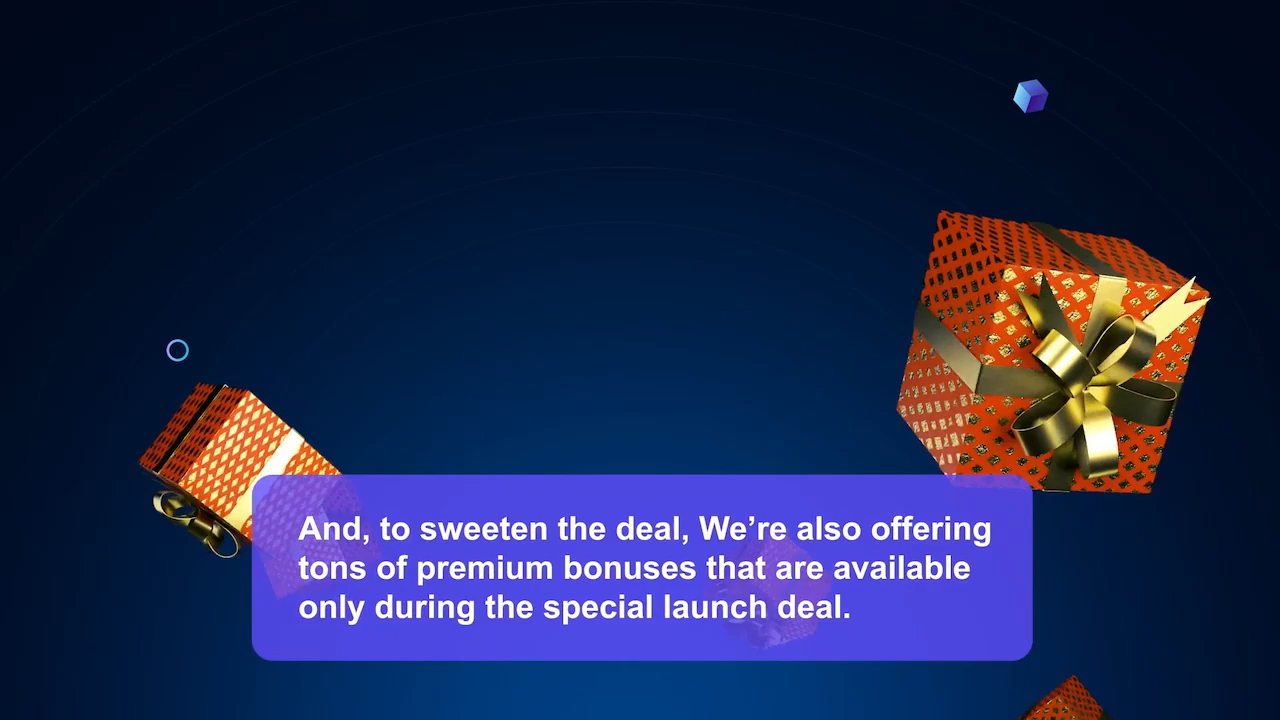 And, to sweeten the deal, We’re also offering
tons of premium bonuses that are available
only during the special launch deal.